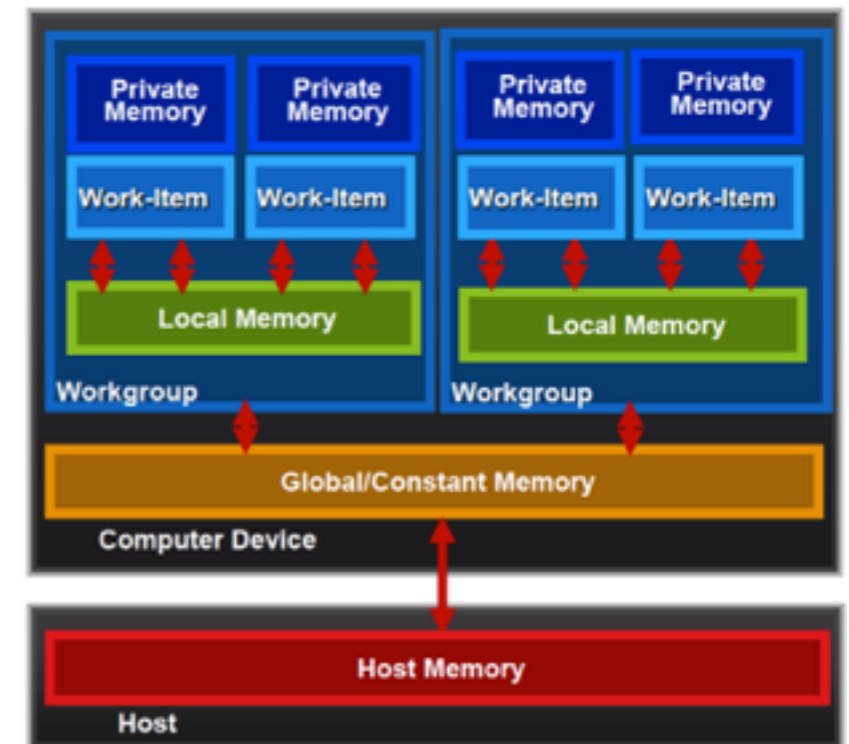 Private
Memory
Private
Memory
Private
Memory
Private
Memory
Work-Item
Work-Item
Work-Item
Work-Item
Local Memory
Local Memory
Workgroup
Workgroup
Global/Constant Memory
Computer Device
Host Memory
Host